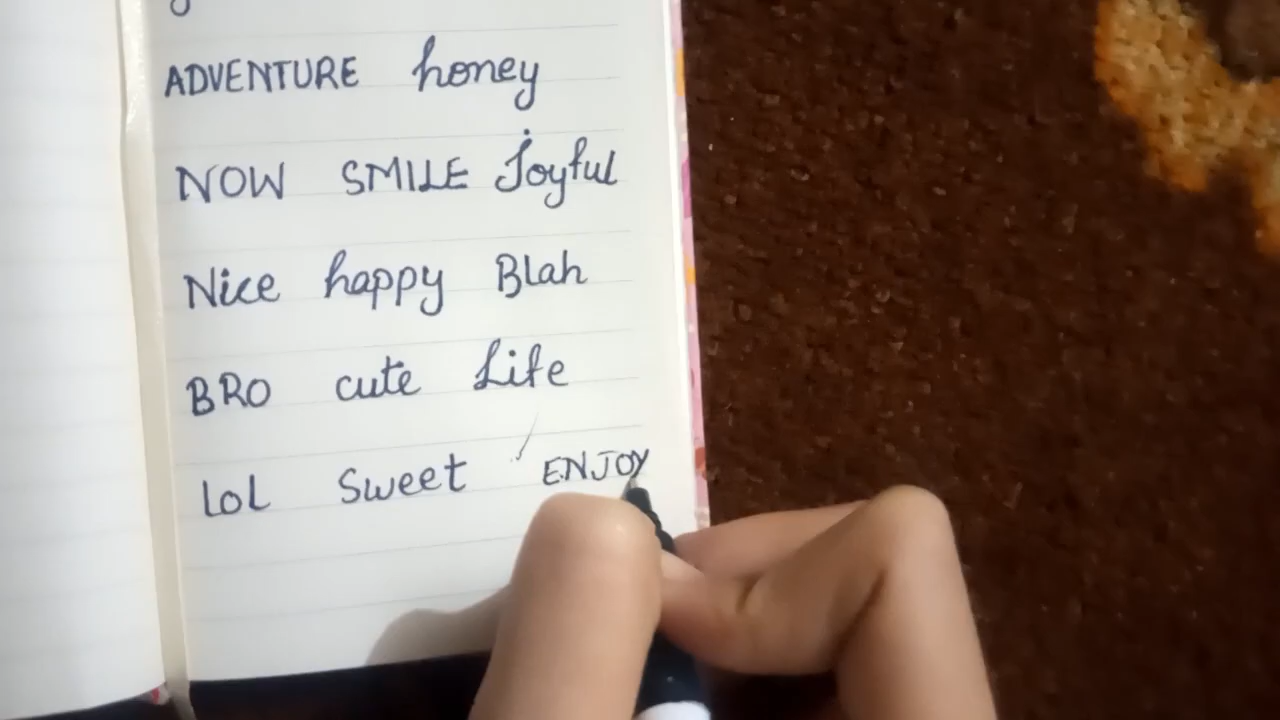 ADVENTURE honey
NOW SMILE Joyful
Nice happy Blah
BRO cute Life
LOL Sweet ENJOY